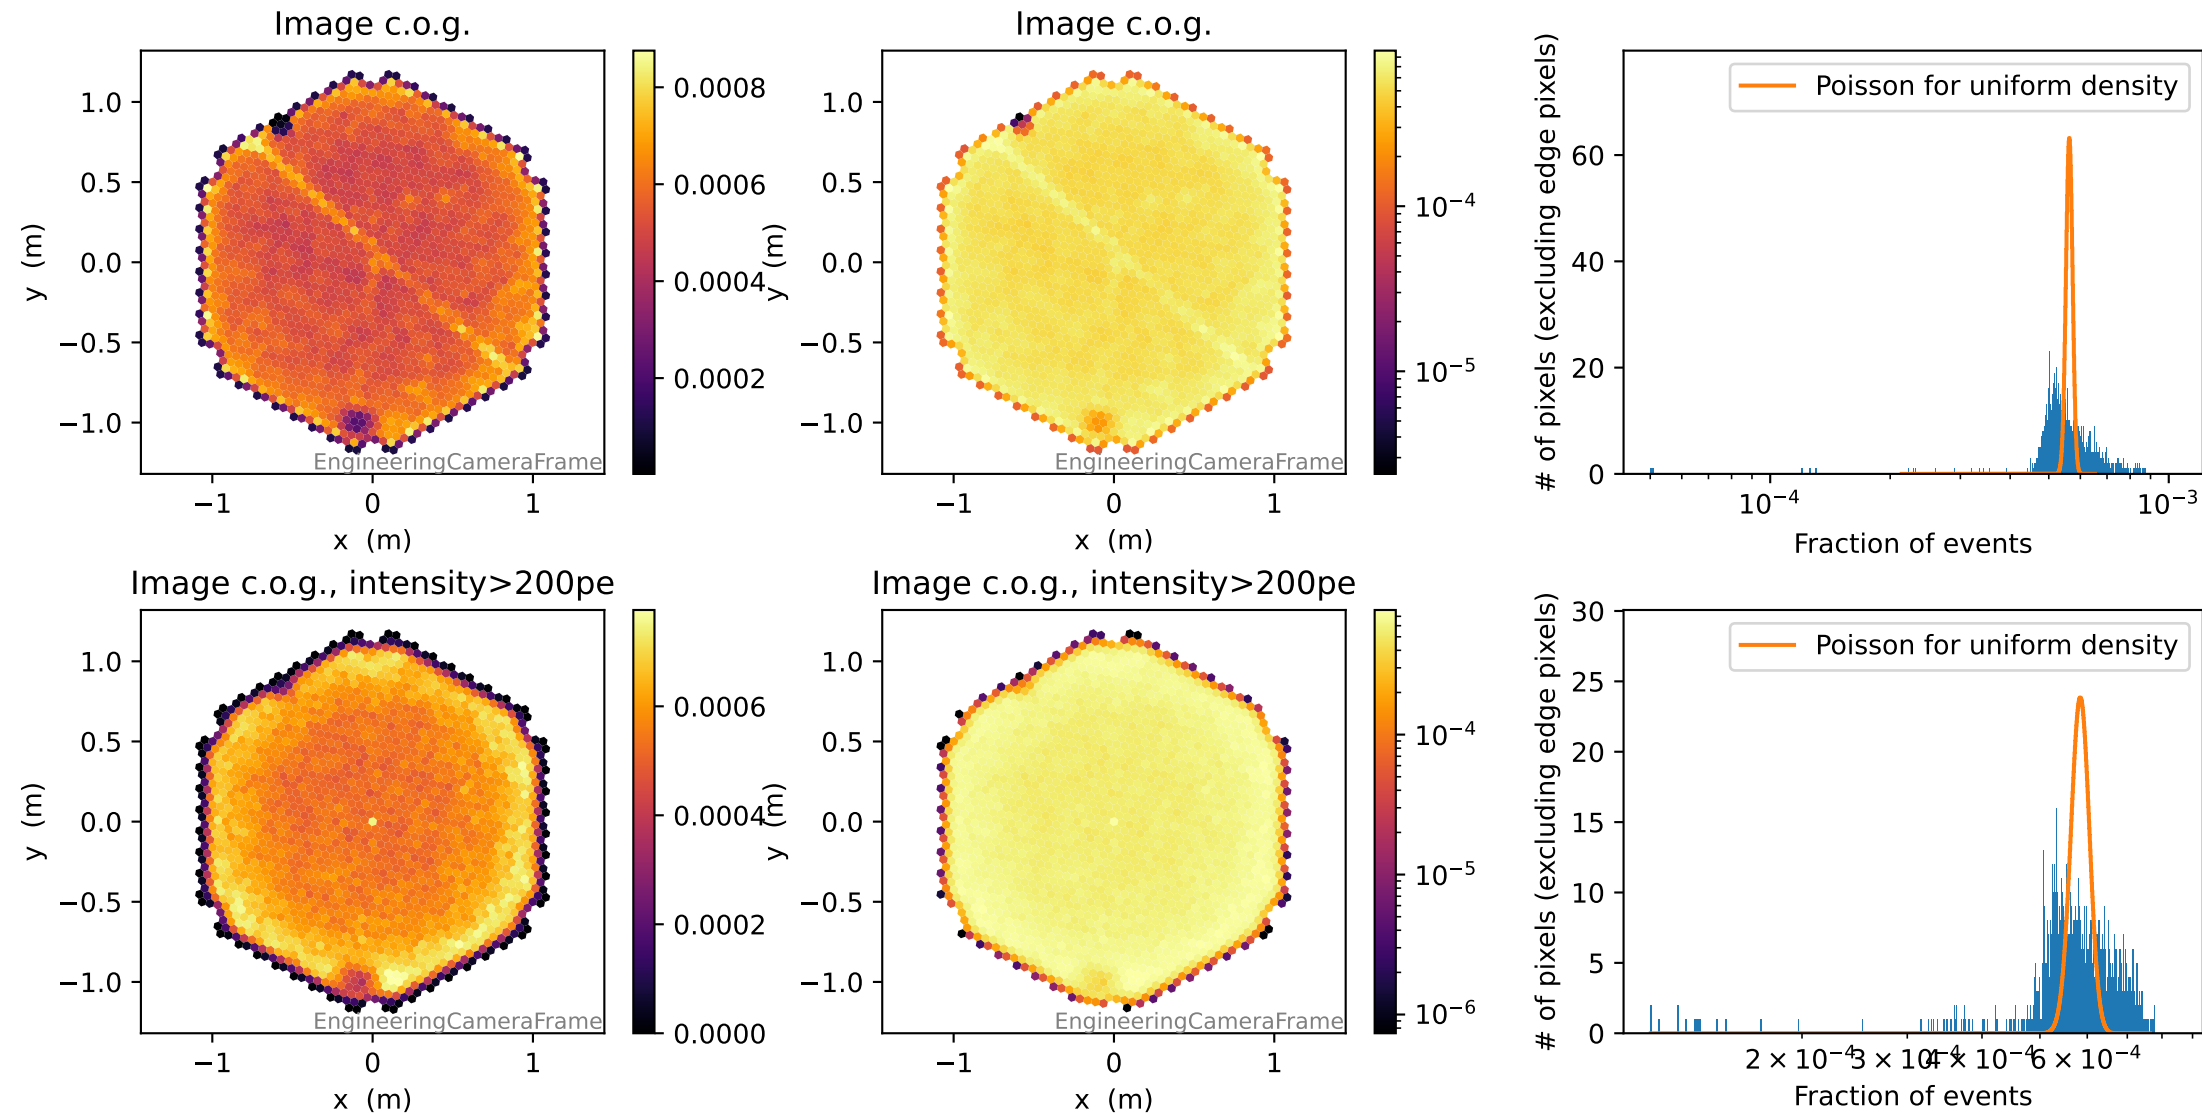 Image c.o.g.
1.0
0.5
0.0
−0.5
−1.0
y (m)
−1
0
1
x (m)
EngineeringCameraFrame
0.0008
0.0006
0.0004
0.0002
Image c.o.g.
1.0
0.5
0.0
−0.5
−1.0
y (m)
−1
0
1
x (m)
EngineeringCameraFrame
10⁻⁴
10⁻⁵
Poisson for uniform density
60
40
20
0
# of pixels (excluding edge pixels)
10⁻⁴
10⁻³
Fraction of events
Image c.o.g., intensity>200pe
1.0
0.5
0.0
−0.5
−1.0
y (m)
−1
0
1
x (m)
EngineeringCameraFrame
0.0006
0.0004
0.0002
0.0000
Image c.o.g., intensity>200pe
1.0
0.5
0.0
−0.5
−1.0
y (m)
−1
0
1
x (m)
EngineeringCameraFrame
10⁻⁴
10⁻⁵
10⁻⁶
Poisson for uniform density
30
25
20
15
10
5
0
# of pixels (excluding edge pixels)
2 × 10⁻⁴
3 × 10⁻⁴
4 × 10⁻⁴
6 × 10⁻⁴
Fraction of events